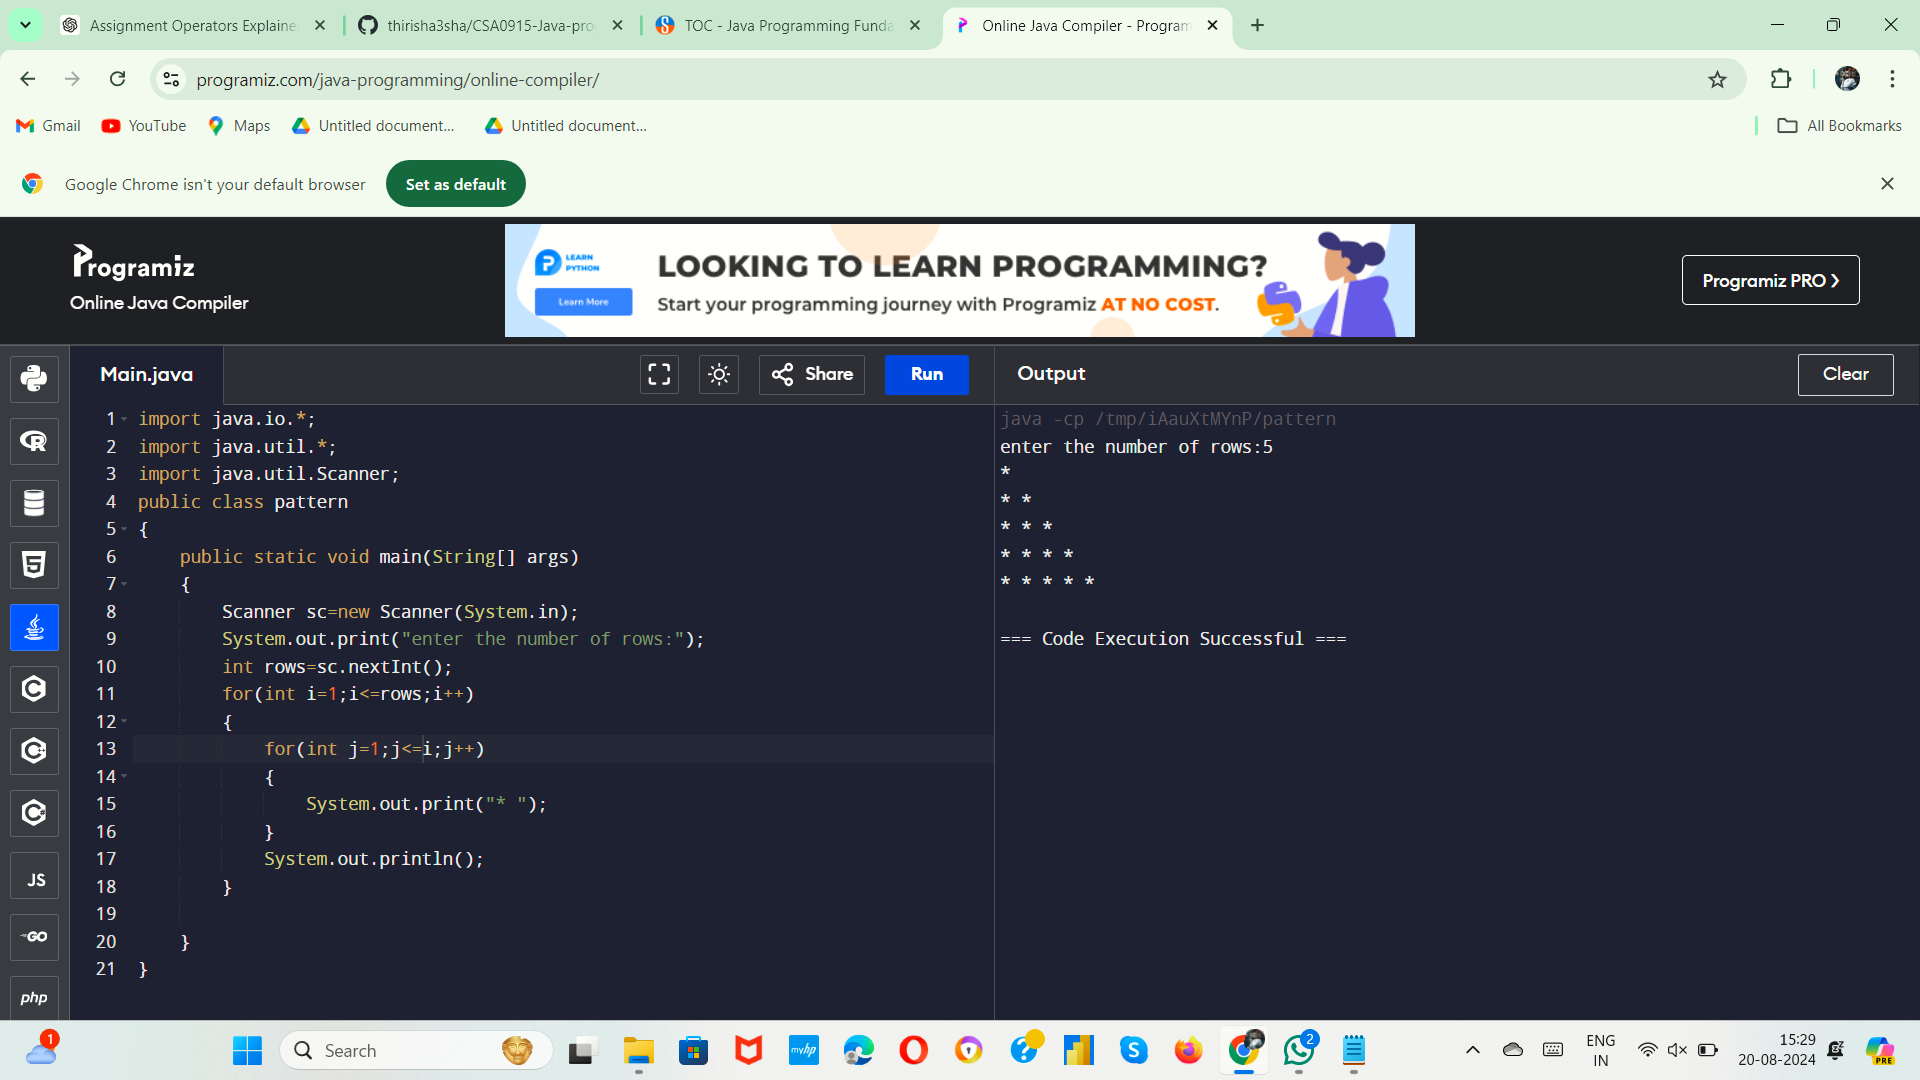 Assignment Operators Explaine
thirisha3sha/CSA0915-Java-pro
TOC - Java Programming Funda
Online Java Compiler - Program
programiz.com/java-programming/online-compiler/
Gmail
YouTube
Maps
Untitled document...
Untitled document...
All Bookmarks
Google Chrome isn't your default browser
Set as default
Programiz
Online Java Compiler
LEARN
PYTHON
Learn More
LOOKING TO LEARN PROGRAMMING?
Start your programming journey with Programiz AT NO COST.
Programiz PRO ❯
Main.java
Share
Run
Output
Clear
1 import java.io.*;
2 import java.util.*;
3 import java.util.Scanner;
4 public class pattern
5 {
6     public static void main(String[] args)
7     {
8         Scanner sc=new Scanner(System.in);
9         System.out.print("enter the number of rows:");
10         int rows=sc.nextInt();
11         for(int i=1;i<=rows;i++)
12         {
13             for(int j=1;j<=i;j++)
14             {
15                 System.out.print("* ");
16             }
17             System.out.println();
18         }
19
20     }
21 }
java -cp /tmp/iAauXtMYnP/pattern
enter the number of rows:5
*
* *
* * *
* * * *
* * * * *
=== Code Execution Successful ===
JS
GO
php
1
Search
myhp
2
ENG
IN
15:29
20-08-2024
PRE